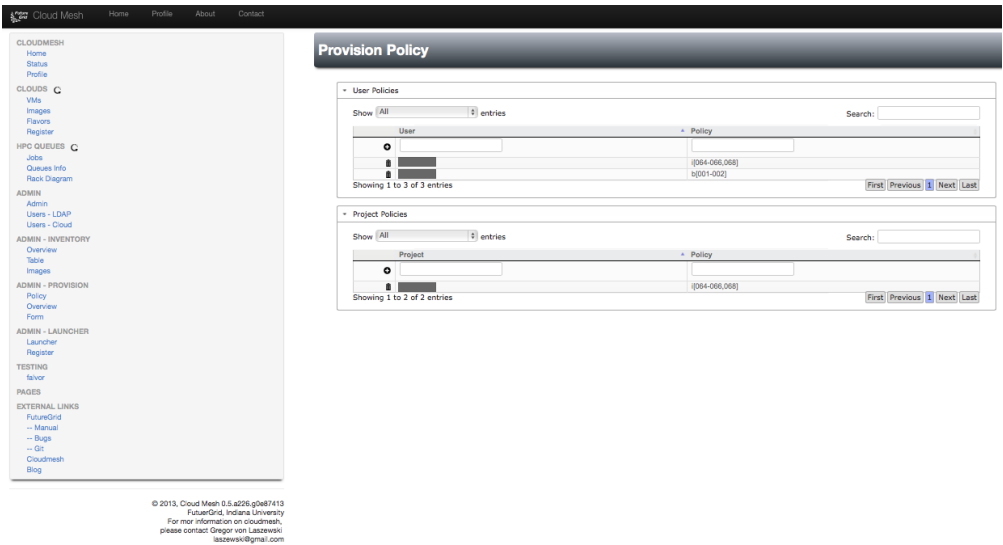 Future Grid Cloud Mesh Home Profile About Contact
CLOUDMESH
Home
Status
Profile
CLOUDS
VMs
Images
Flavors
Register
HPC QUEUES
Jobs
Queues Info
Rack Diagram
ADMIN
Admin
Users - LDAP
Users - Cloud
ADMIN - INVENTORY
Overview
Table
Images
ADMIN - PROVISION
Policy
Overview
Form
ADMIN - LAUNCHER
Launcher
Register
TESTING
falvor
PAGES
EXTERNAL LINKS
FutureGrid
-- Manual
-- Bugs
-- Git
Cloudmesh
Blog
© 2013, Cloud Mesh 0.5.a226.g0e87413
FutuerGrid, Indiana University
For mor information on cloudmesh,
please contact Gregor von Laszewski
laszewski@gmail.com
Provision Policy
User Policies
Show All entries Search:
User Policy
i[064-066,068]
b[001-002]
Showing 1 to 3 of 3 entries First Previous 1 Next Last
Project Policies
Show All entries Search:
Project Policy
i[064-066,068]
Showing 1 to 2 of 2 entries First Previous 1 Next Last